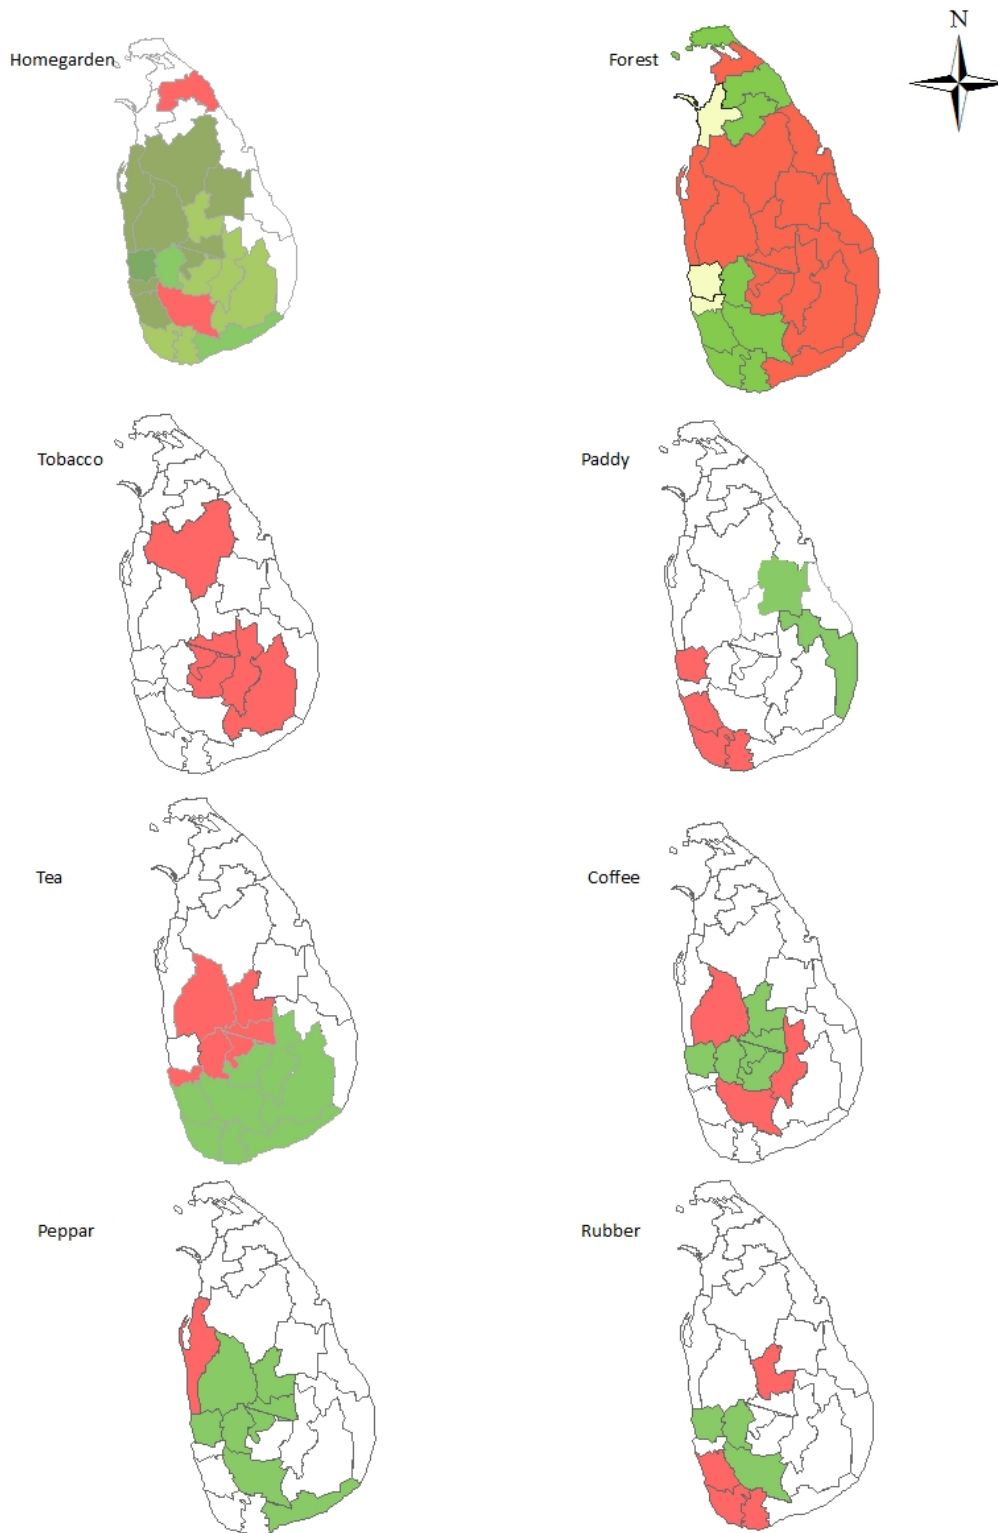 N
Homegarden
Forest
Tobacco
Paddy
Tea
Coffee
Peppar
Rubber